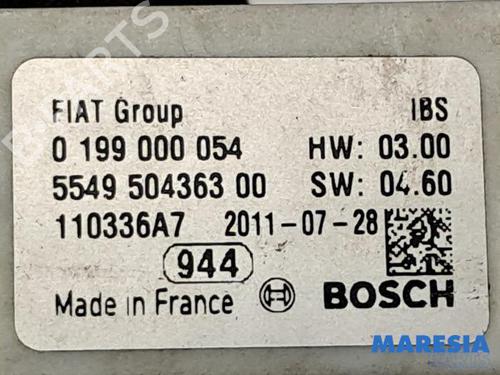 FIAT Group IBS
0 199 000 054 HW: 03.00
5549 504363 00 SW: 04.60
110336A7 2011-07-28
944
Made in France BOSCH
MARESIA
PARTS